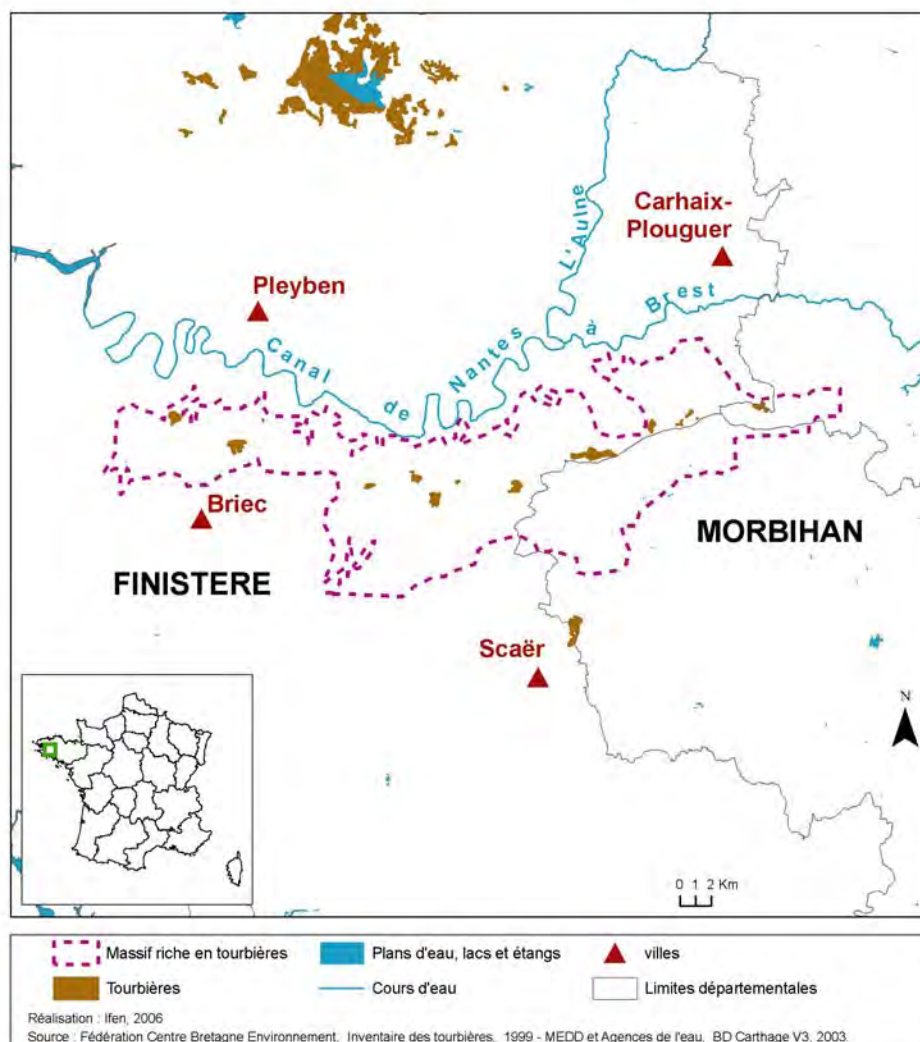 Carhaix-
Plouguer
L'Aulne
Pleyben
Canal de Nantes à Brest
Briec
MORBIHAN
FINISTERE
Scaër
N
0 1 2 Km
Massif riche en tourbières
Plans d'eau, lacs et étangs
villes
Tourbières
Cours d'eau
Limites départementales
Réalisation : Ifen, 2006
Source : Fédération Centre Bretagne Environnement, Inventaire des tourbières, 1999 - MEDD et Agences de l'eau, BD Carthage V3, 2003.